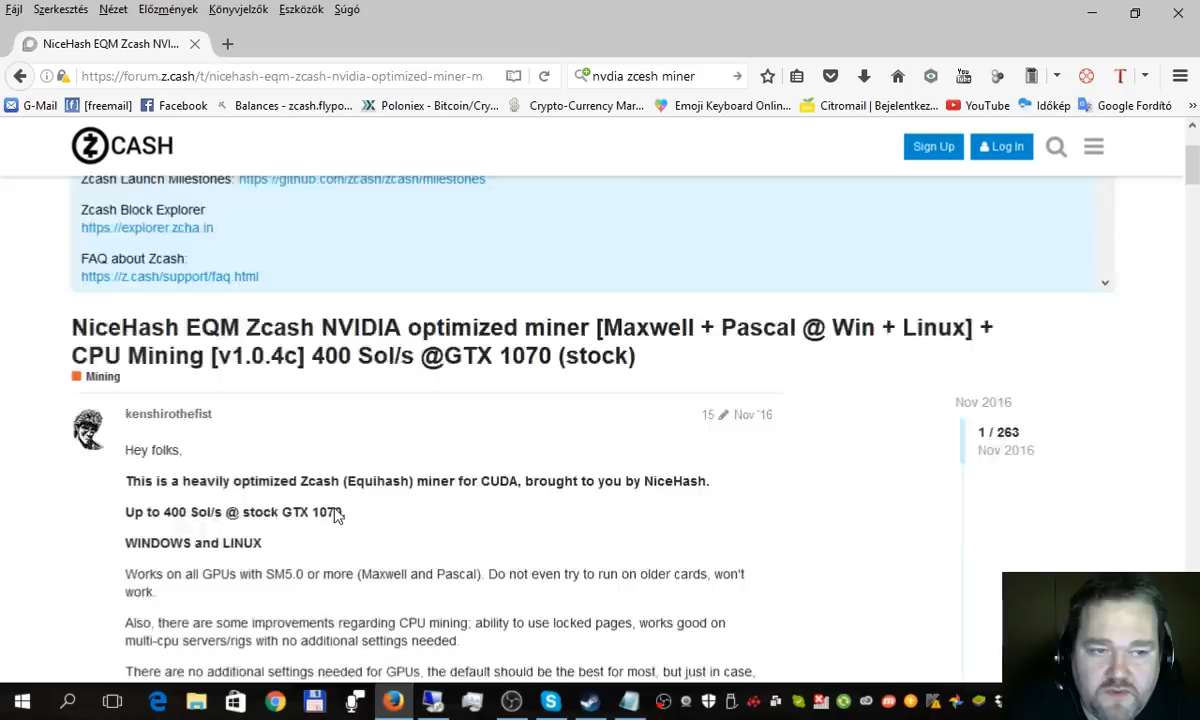 Fájl Szerkesztés Nézet Előzmények Könyvjelzők Eszközök Súgó
NiceHash EQM Zcash NVI...
https://forum.z.cash/t/nicehash-eqm-zcash-nvidia-optimized-miner-m
nvdia zcesh miner
G-Mail [freemail] Facebook Balances - zcash.flypo... Poloniex - Bitcoin/Cry... Crypto-Currency Mar... Emoji Keyboard Onlin... Citromail | Bejelentkez... YouTube Időkép Google Fordító
ZCASH
Sign Up Log In
Zcash Launch Milestones: https://github.com/zcash/zcash/milestones
Zcash Block Explorer
https://explorer.zcha.in
FAQ about Zcash:
https://z.cash/support/faq.html
NiceHash EQM Zcash NVIDIA optimized miner [Maxwell + Pascal @ Win + Linux] +
CPU Mining [v1.0.4c] 400 Sol/s @GTX 1070 (stock)
Mining
kenshirothefist
15 Nov '16
Nov 2016
1 / 263
Nov 2016
Hey folks,
This is a heavily optimized Zcash (Equihash) miner for CUDA, brought to you by NiceHash.
Up to 400 Sol/s @ stock GTX 1070.
WINDOWS and LINUX
Works on all GPUs with SM5.0 or more (Maxwell and Pascal). Do not even try to run on older cards, won't
work.
Also, there are some improvements regarding CPU mining; ability to use locked pages, works good on
multi-cpu servers/rigs with no additional settings needed.
There are no additional settings needed for GPUs, the default should be the best for most, but just in case,